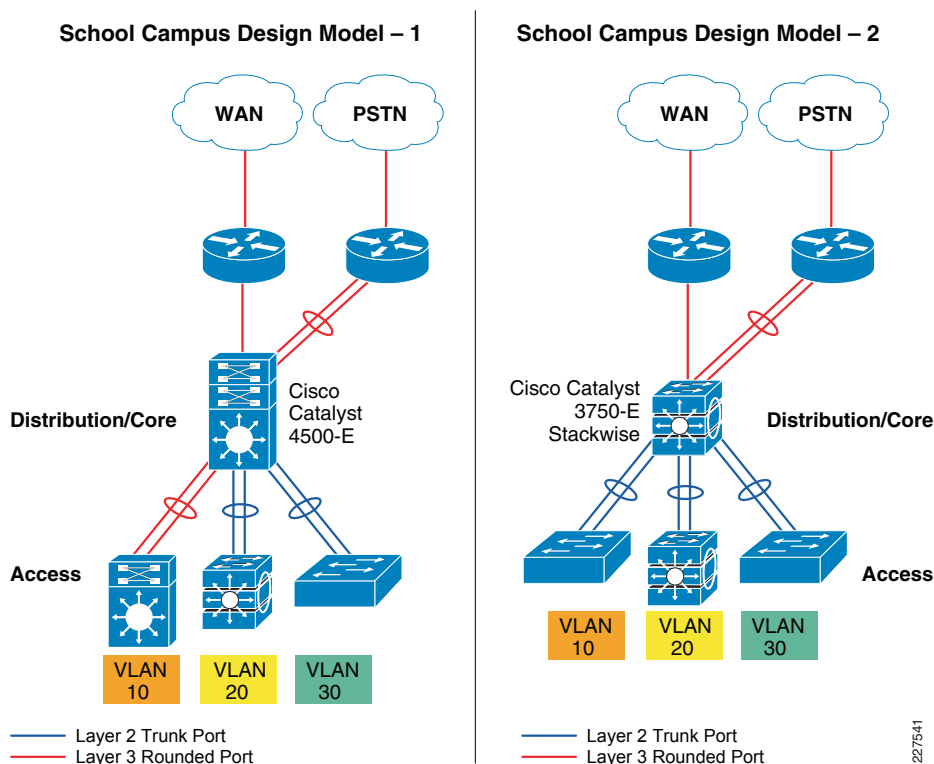 School Campus Design Model – 1
WAN
PSTN
Cisco
Catalyst
4500-E
Distribution/Core
Access
VLAN
10
VLAN
20
VLAN
30
Layer 2 Trunk Port
Layer 3 Rounded Port
School Campus Design Model – 2
WAN
PSTN
Cisco Catalyst
3750-E
Stackwise
Distribution/Core
Access
VLAN
10
VLAN
20
VLAN
30
Layer 2 Trunk Port
Layer 3 Rounded Port
227541